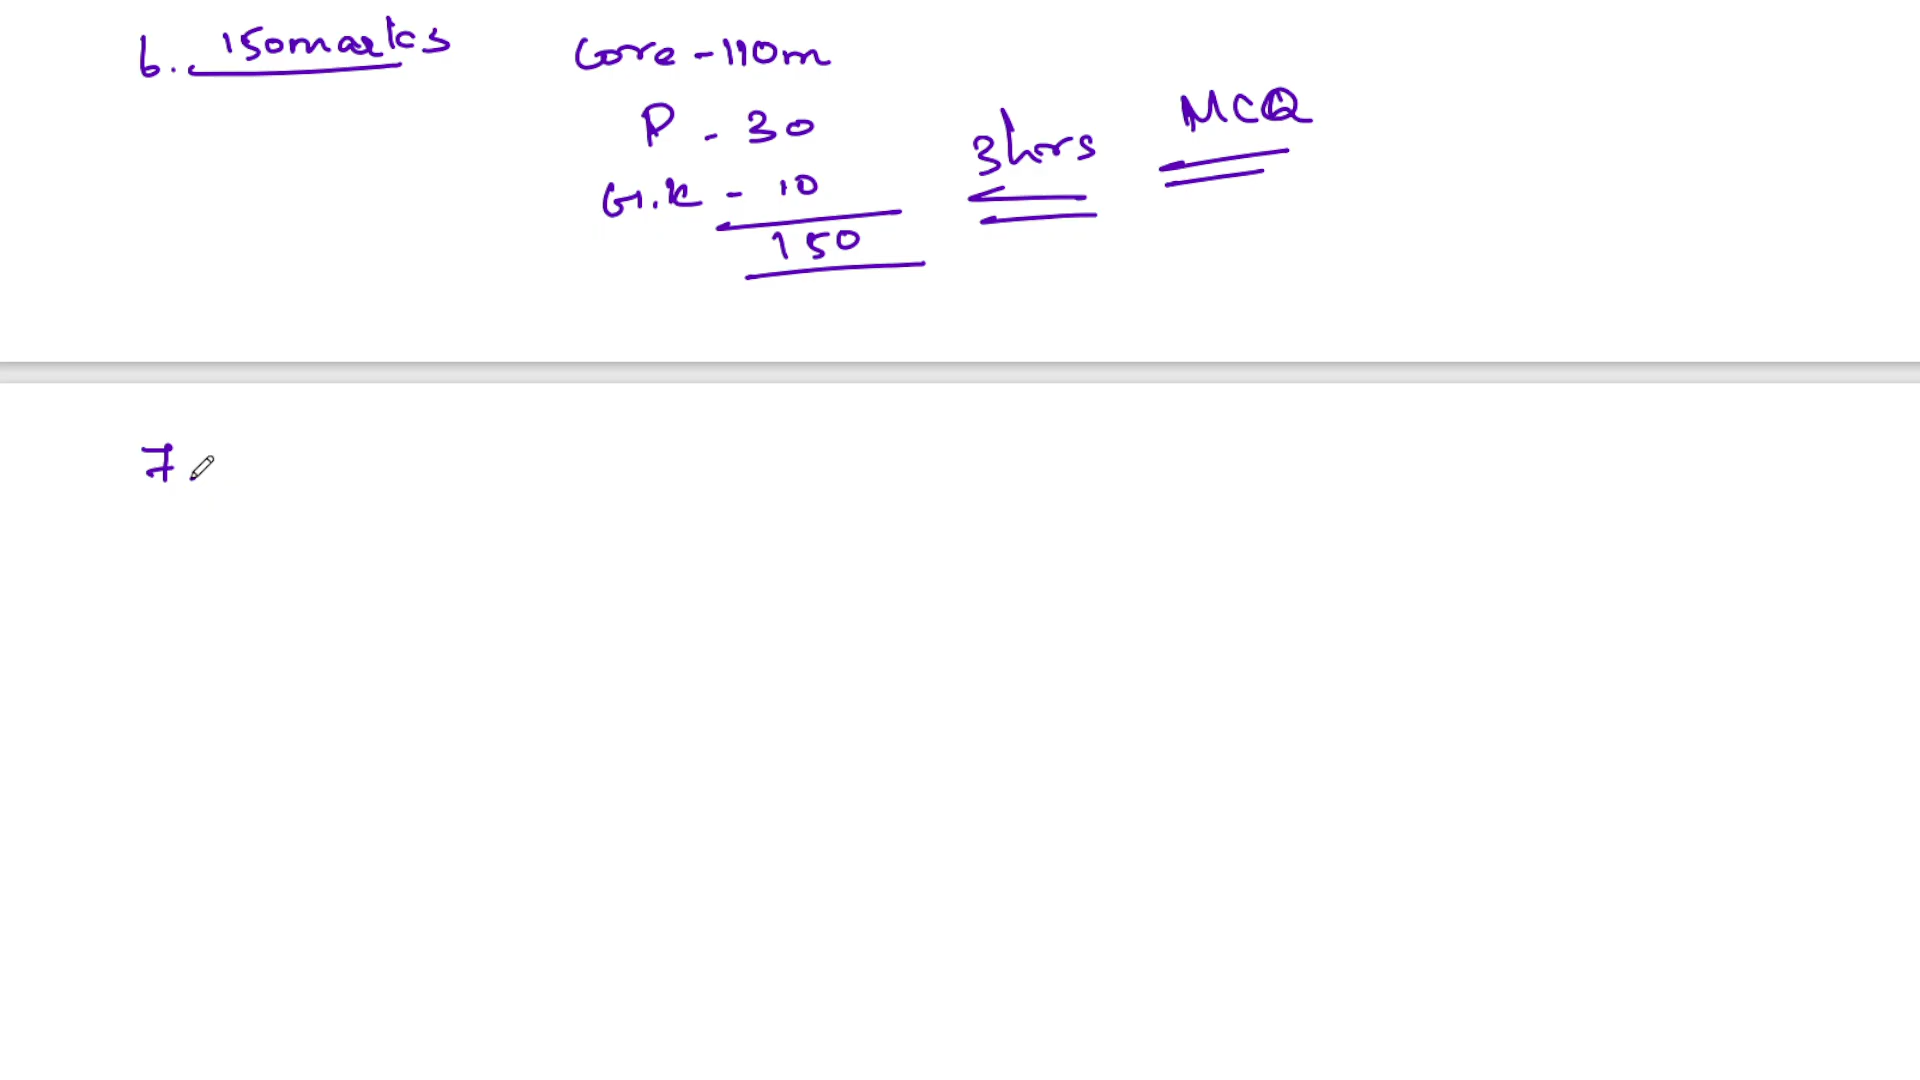 6. 150marks
Core - 110m
P - 30
G.K - 10
150
3hrs
MCQ
7